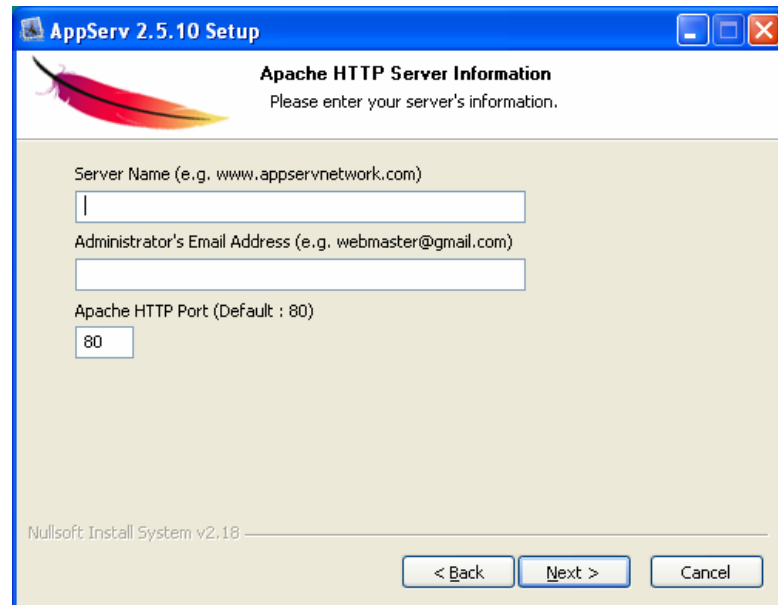 AppServ 2.5.10 Setup
Apache HTTP Server Information
Please enter your server's information.
Server Name (e.g. www.appservnetwork.com)
Administrator's Email Address (e.g. webmaster@gmail.com)
Apache HTTP Port (Default : 80)
80
Nullsoft Install System v2.18
< Back
Next >
Cancel